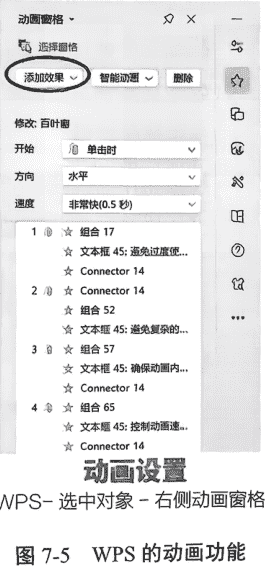 动画窗格
选择窗格
添加效果 智能动画 删除
修改: 百叶窗
开始 单击时
方向 水平
速度 非常快(0.5 秒)
1 组合 17
文本框 45: 避免过度使...
Connector 14
2 Connector 14
组合 52
文本框 45: 避免复杂的...
3 组合 57
文本框 45: 确保动画内...
Connector 14
4 组合 65
文本框 45: 控制动画速...
Connector 14
动画设置
WPS- 选中对象 - 右侧动画窗格
图 7-5 WPS 的动画功能